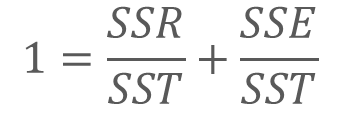 1 = SSR/SST + SSE/SST